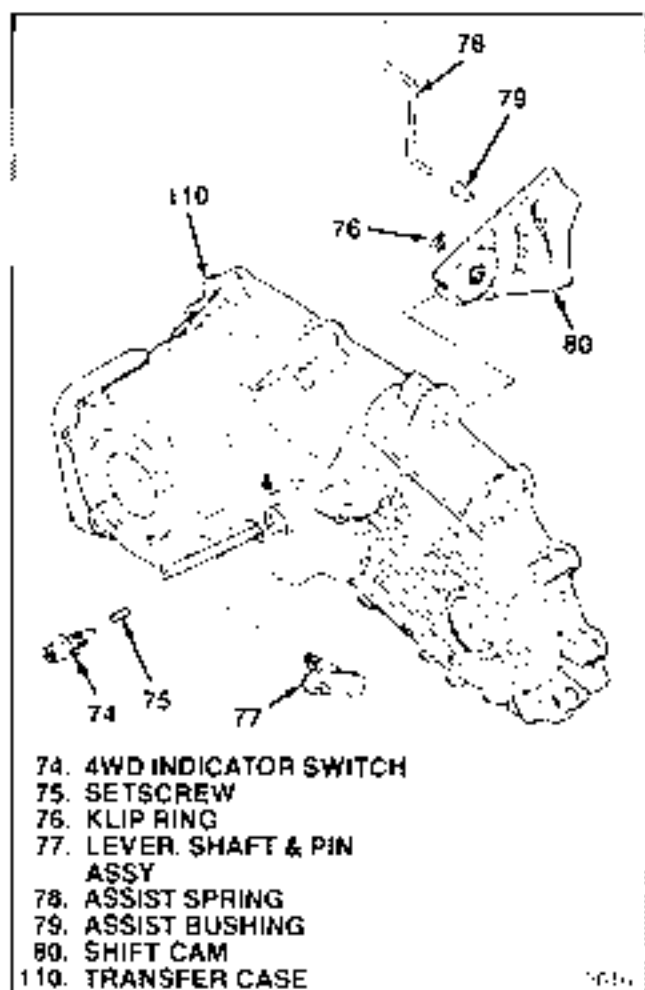 78
79
110
76
80
74
75
77
74. 4WD INDICATOR SWITCH
75. SETSCREW
76. KLIP RING
77. LEVER. SHAFT & PIN
ASSY
78. ASSIST SPRING
79. ASSIST BUSHING
80. SHIFT CAM
110. TRANSFER CASE